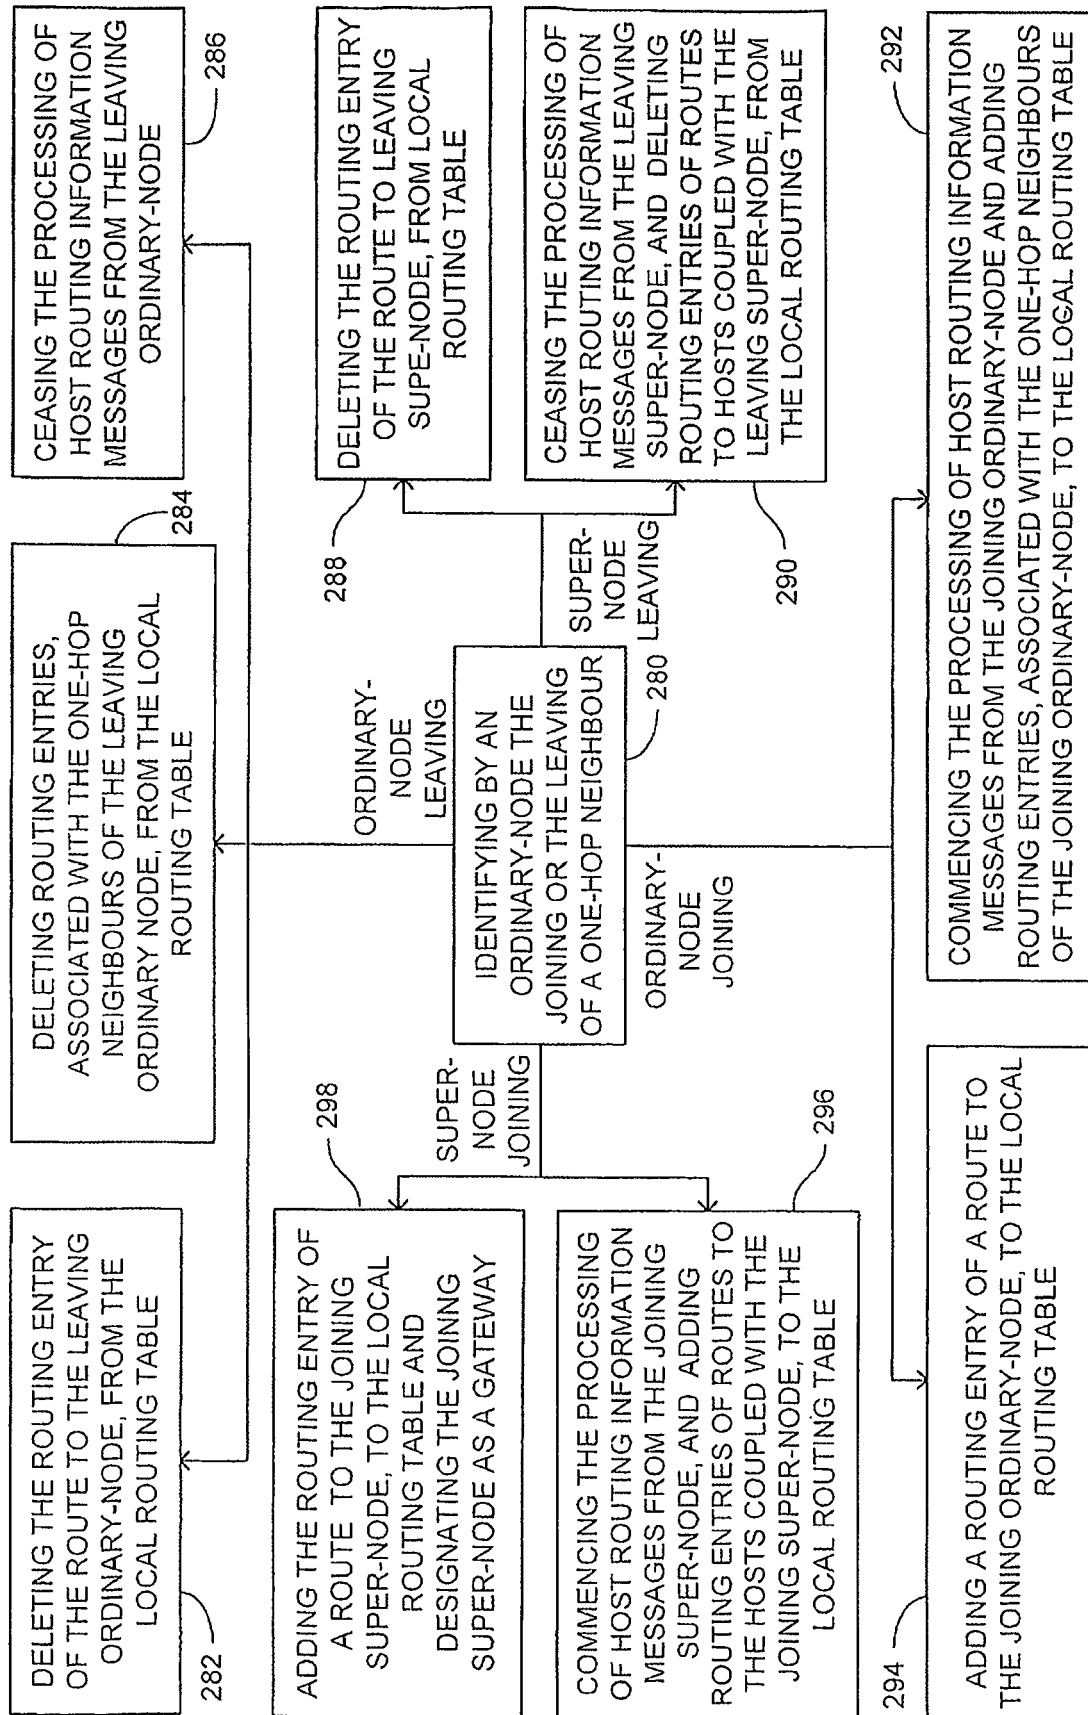 DELETING THE ROUTING ENTRY
OF THE ROUTE TO THE LEAVING
ORDINARY-NODE, FROM THE
LOCAL ROUTING TABLE
282
DELETING ROUTING ENTRIES,
ASSOCIATED WITH THE ONE-HOP
NEIGHBOURS OF THE LEAVING
ORDINARY NODE, FROM THE LOCAL
ROUTING TABLE
284
CEASING THE PROCESSING OF
HOST ROUTING INFORMATION
MESSAGES FROM THE LEAVING
ORDINARY-NODE
286
ORDINARY-
NODE
LEAVING
ADDING THE ROUTING ENTRY OF
A ROUTE TO THE JOINING
SUPER-NODE, TO THE LOCAL
ROUTING TABLE AND
DESIGNATING THE JOINING
SUPER-NODE AS A GATEWAY
298
SUPER-
NODE
JOINING
IDENTIFYING BY AN
ORDINARY-NODE THE
JOINING OR THE LEAVING
OF A ONE-HOP NEIGHBOUR
280
SUPER-
NODE
LEAVING
288
DELETING THE ROUTING ENTRY
OF THE ROUTE TO LEAVING
SUPE-NODE, FROM LOCAL
ROUTING TABLE
COMMENCING THE PROCESSING
OF HOST ROUTING INFORMATION
MESSAGES FROM THE JOINING
SUPER-NODE, AND ADDING
ROUTING ENTRIES OF ROUTES TO
THE HOSTS COUPLED WITH THE
JOINING SUPER-NODE, TO THE
LOCAL ROUTING TABLE
296
ORDINARY-
NODE
JOINING
290
CEASING THE PROCESSING OF
HOST ROUTING INFORMATION
MESSAGES FROM THE LEAVING
SUPER-NODE, AND DELETING
ROUTING ENTRIES OF ROUTES
TO HOSTS COUPLED WITH THE
LEAVING SUPER-NODE, FROM
THE LOCAL ROUTING TABLE
294
ADDING A ROUTING ENTRY OF A ROUTE TO
THE JOINING ORDINARY-NODE, TO THE LOCAL
ROUTING TABLE
292
COMMENCING THE PROCESSING OF HOST ROUTING INFORMATION
MESSAGES FROM THE JOINING ORDINARY-NODE AND ADDING
ROUTING ENTRIES, ASSOCIATED WITH THE ONE-HOP NEIGHBOURS
OF THE JOINING ORDINARY-NODE, TO THE LOCAL ROUTING TABLE